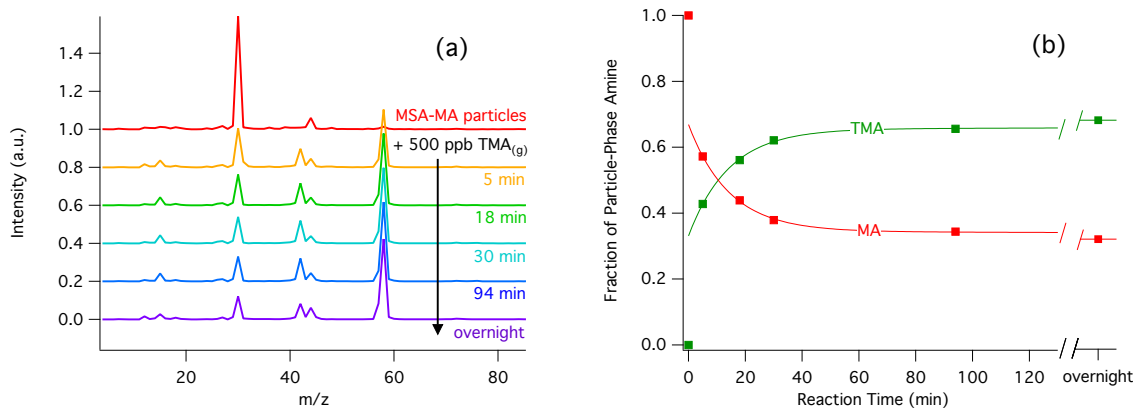 (a)
1.4
1.2
1.0
0.8
0.6
0.4
0.2
0.0
Intensity (a.u.)
MSA-MA particles
+ 500 ppb TMA(g)
5 min
18 min
30 min
94 min
overnight
20
40
60
80
m/z
(b)
1.0
0.8
0.6
0.4
0.2
0.0
Fraction of Particle-Phase Amine
TMA
MA
0
20
40
60
80
100
120
overnight
Reaction Time (min)